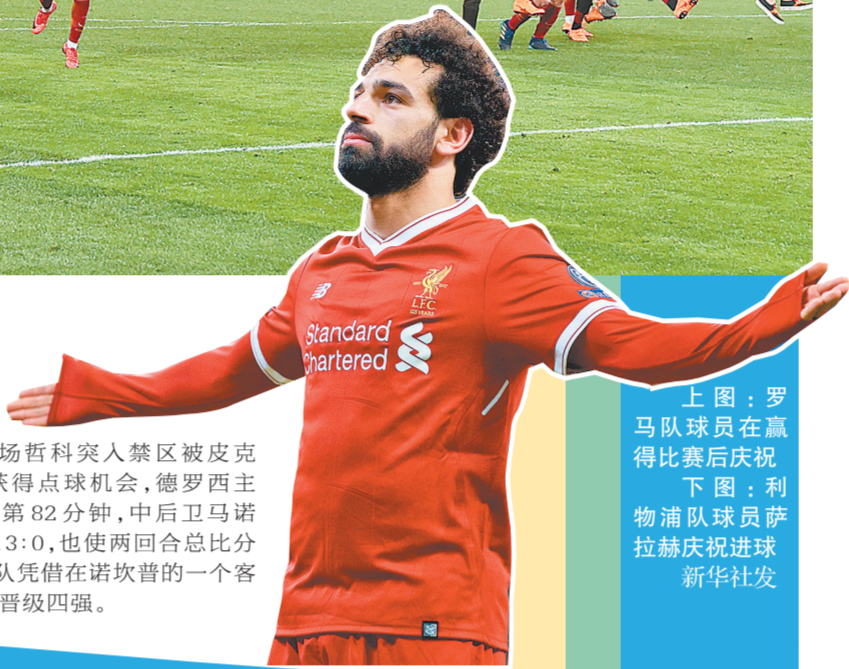 L.F.C.
125 YEARS
Standard
Chartered
场哲科突入禁区被皮克
获得点球机会,德罗西主
第82分钟,中后卫马诺
3:0,也使两回合总比分
队凭借在诺坎普的一个客
晋级四强。
上图:罗
马队球员在赢
得比赛后庆祝
下图:利
物浦队球员萨
拉赫庆祝进球
新华社发